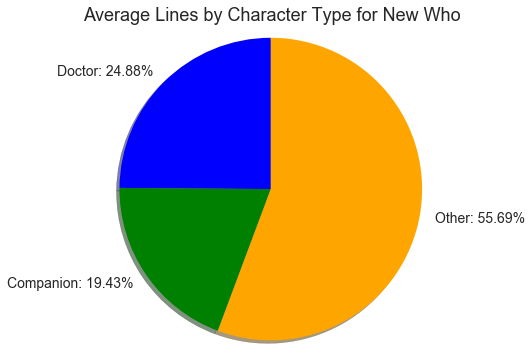 Average Lines by Character Type for New Who
Doctor: 24.88%
Other: 55.69%
Companion: 19.43%